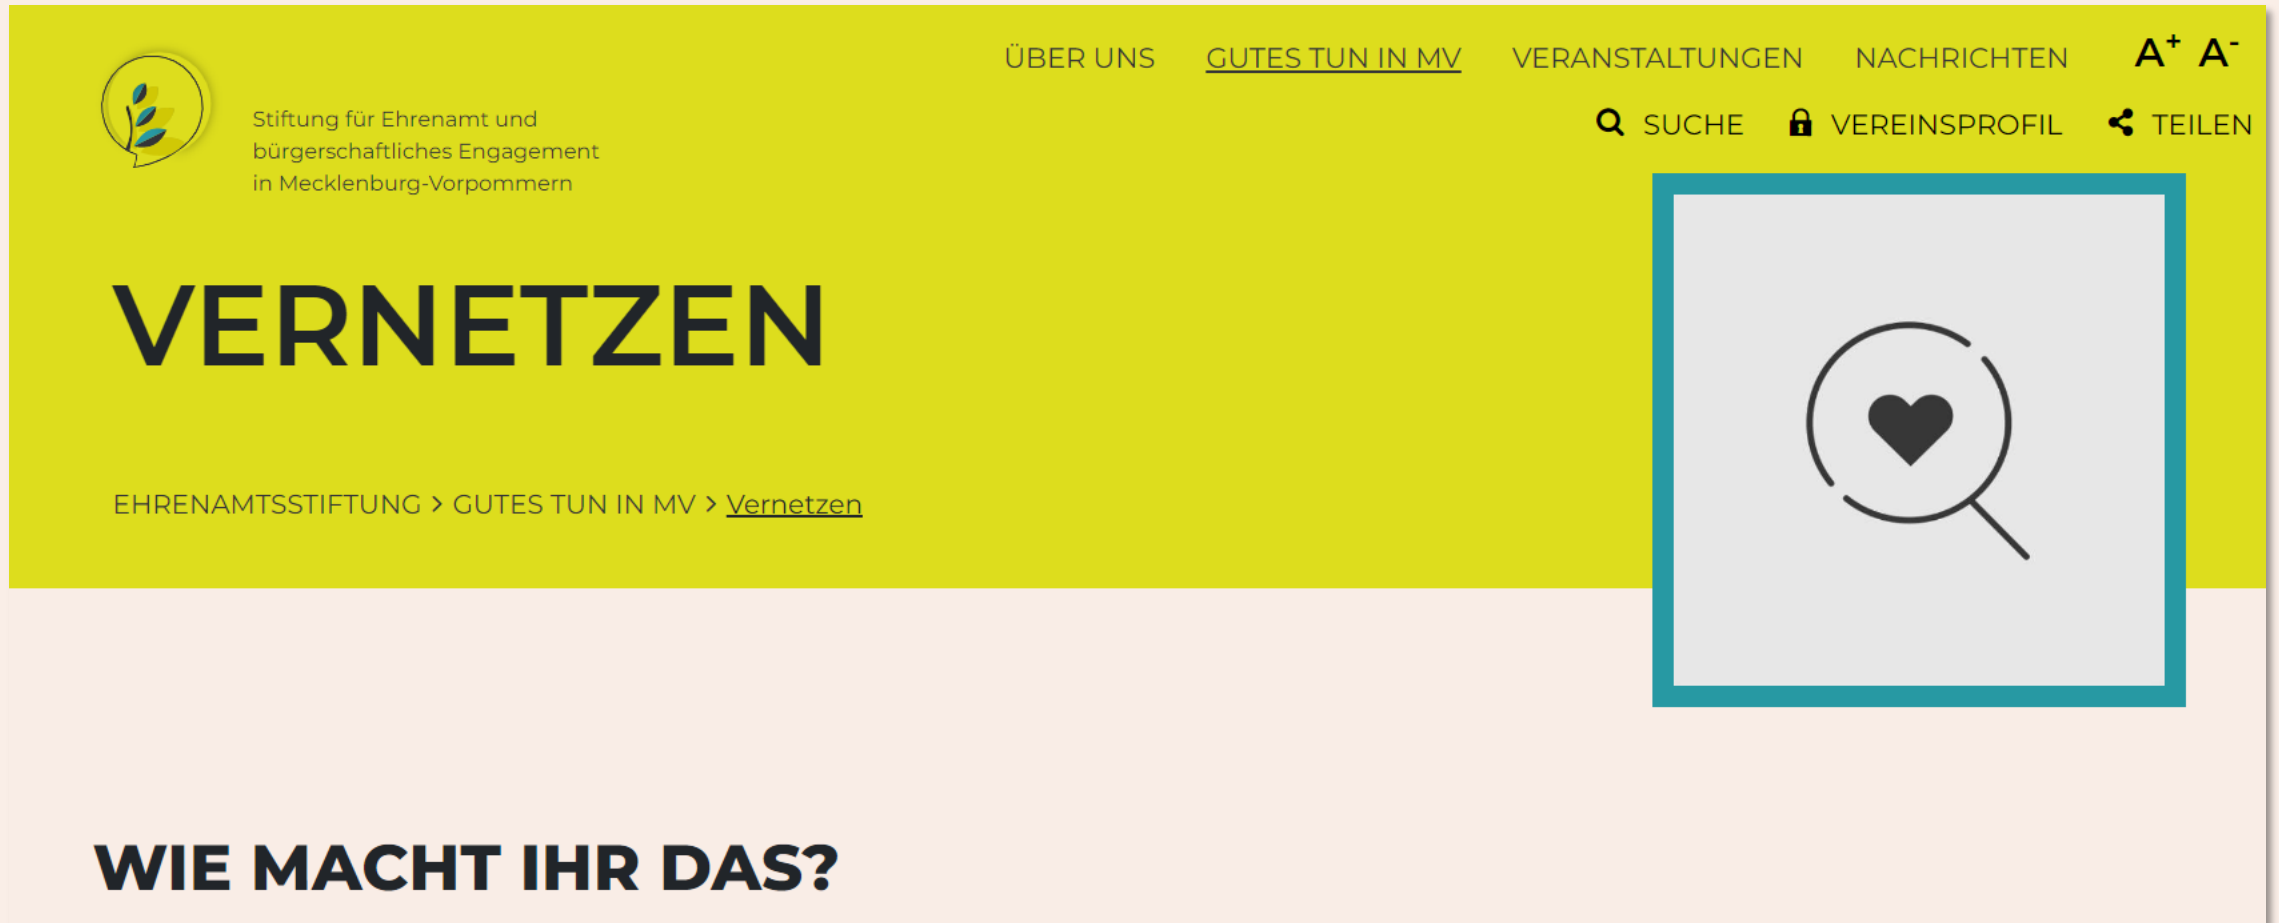 ÜBER UNS GUTES TUN IN MV VERANSTALTUNGEN NACHRICHTEN A+ A-
SUCHE VEREINSPROFIL TEILEN
Stiftung für Ehrenamt und
bürgerschaftliches Engagement
in Mecklenburg-Vorpommern
VERNETZEN
EHRENAMTSSTIFTUNG > GUTES TUN IN MV > Vernetzen
WIE MACHT IHR DAS?